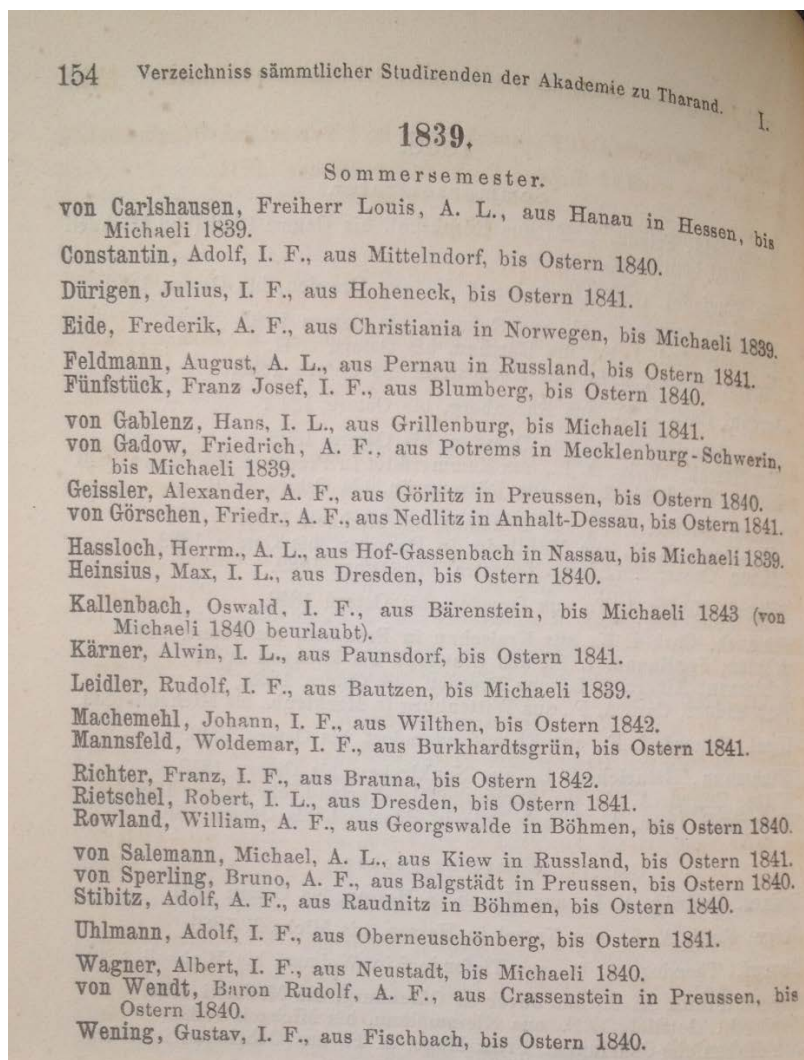 154 Verzeichniss sämmtlicher Studirenden der Akademie zu Tharand. I.
1839.
Sommersemester.
von Carlshausen, Freiherr Louis, A. L., aus Hanau in Hessen, bis
Michaeli 1839.
Constantin, Adolf, I. F., aus Mittelndorf, bis Ostern 1840.
Dürigen, Julius, I. F., aus Hoheneck, bis Ostern 1841.
Eide, Frederik, A. F., aus Christiania in Norwegen, bis Michaeli 1839.
Feldmann, August, A. L., aus Pernau in Russland, bis Ostern 1841.
Fünfstück, Franz Josef, I. F., aus Blumberg, bis Ostern 1840.
von Gablenz, Hans, I. L., aus Grillenburg, bis Michaeli 1841.
von Gadow, Friedrich, A. F., aus Potrems in Mecklenburg-Schwerin,
bis Michaeli 1839.
Geissler, Alexander, A. F., aus Görlitz in Preussen, bis Ostern 1840.
von Görschen, Friedr., A. F., aus Nedlitz in Anhalt-Dessau, bis Ostern 1841.
Hassloch, Herrm., A. L., aus Hof-Gassenbach in Nassau, bis Michaeli 1839.
Heinsius, Max, I. L., aus Dresden, bis Ostern 1840.
Kallenbach, Oswald, I. F., aus Bärenstein, bis Michaeli 1843 (von
Michaeli 1840 beurlaubt).
Kärner, Alwin, I. L., aus Paunsdorf, bis Ostern 1841.
Leidler, Rudolf, I. F., aus Bautzen, bis Michaeli 1839.
Machemehl, Johann, I. F., aus Wilthen, bis Ostern 1842.
Mannsfeld, Woldemar, I. F., aus Burkhardtsgrün, bis Ostern 1841.
Richter, Franz, I. F., aus Brauna, bis Ostern 1842.
Rietschel, Robert, I. L., aus Dresden, bis Ostern 1841.
Rowland, William, A. F., aus Georgswalde in Böhmen, bis Ostern 1840.
von Salemann, Michael, A. L., aus Kiew in Russland, bis Ostern 1841.
von Sperling, Bruno, A. F., aus Balgstädt in Preussen, bis Ostern 1840.
Stibitz, Adolf, A. F., aus Raudnitz in Böhmen, bis Ostern 1840.
Uhlmann, Adolf, I. F., aus Oberneuschönberg, bis Ostern 1841.
Wagner, Albert, I. F., aus Neustadt, bis Michaeli 1840.
von Wendt, Baron Rudolf, A. F., aus Crassenstein in Preussen, bis
Ostern 1840.
Wening, Gustav, I. F., aus Fischbach, bis Ostern 1840.